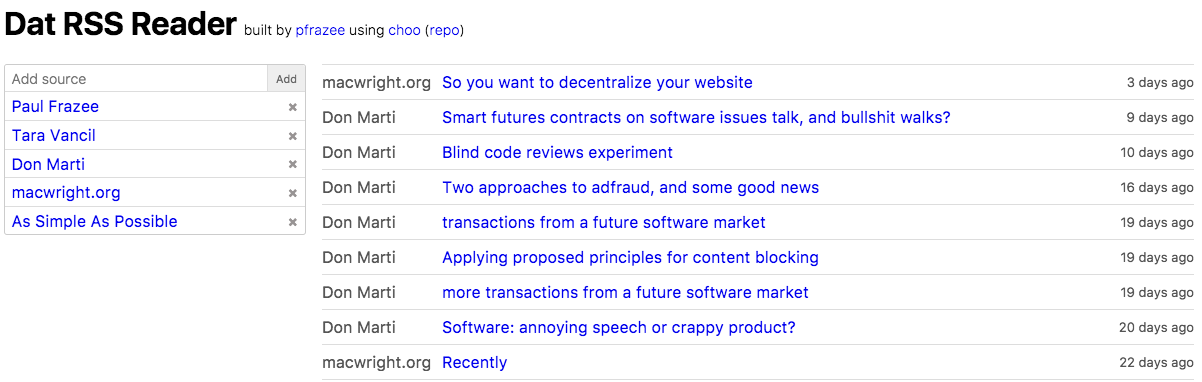 Dat RSS Reader built by pfrazee using choo (repo)
Add source Add
Paul Frazee ✖
Tara Vancil ✖
Don Marti ✖
macwright.org ✖
As Simple As Possible ✖
macwright.org So you want to decentralize your website 3 days ago
Don Marti Smart futures contracts on software issues talk, and bullshit walks? 9 days ago
Don Marti Blind code reviews experiment 10 days ago
Don Marti Two approaches to adfraud, and some good news 16 days ago
Don Marti transactions from a future software market 19 days ago
Don Marti Applying proposed principles for content blocking 19 days ago
Don Marti more transactions from a future software market 19 days ago
Don Marti Software: annoying speech or crappy product? 20 days ago
macwright.org Recently 22 days ago